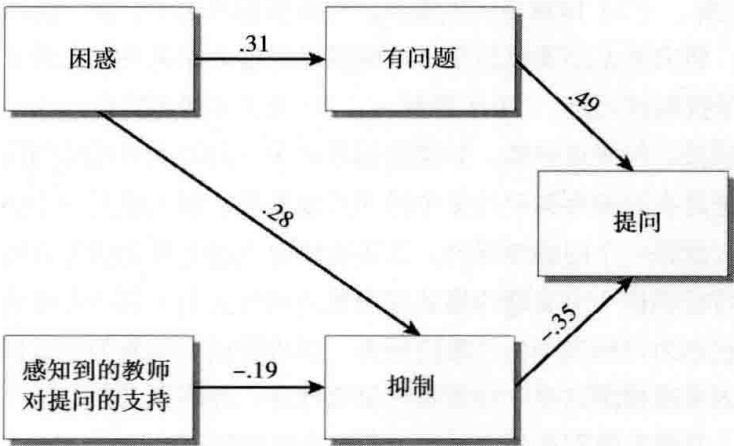 困惑
.31
有问题
.49
.28
提问
感知到的教师
对提问的支持
-.19
抑制
-.35